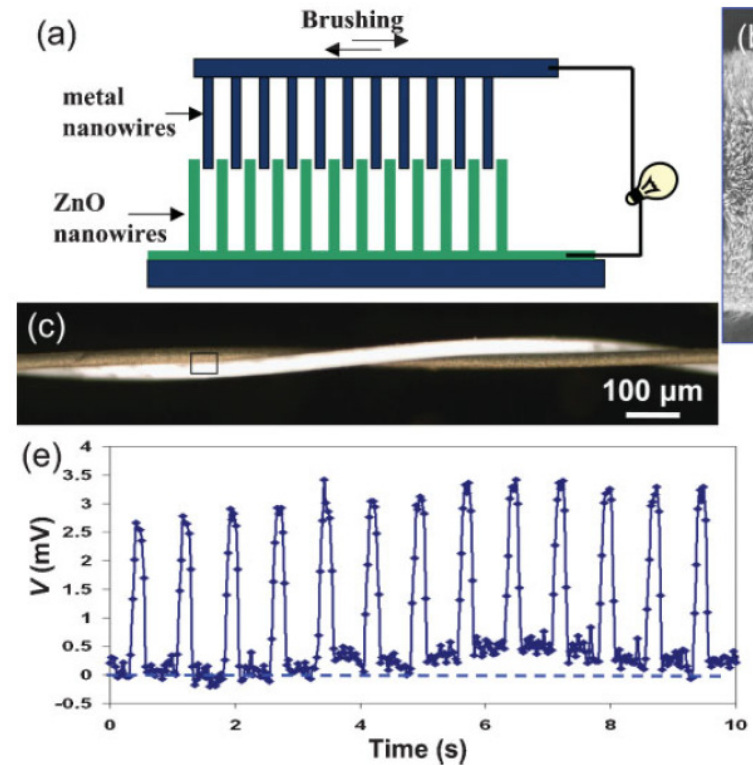 (a)
Brushing
metal
nanowires
ZnO
nanowires
(b
(c)
100 µm
(e)
4
3.5
3
2.5
2
1.5
1
0.5
0
-0.5
V (mV)
0 2 4 6 8 10
Time (s)